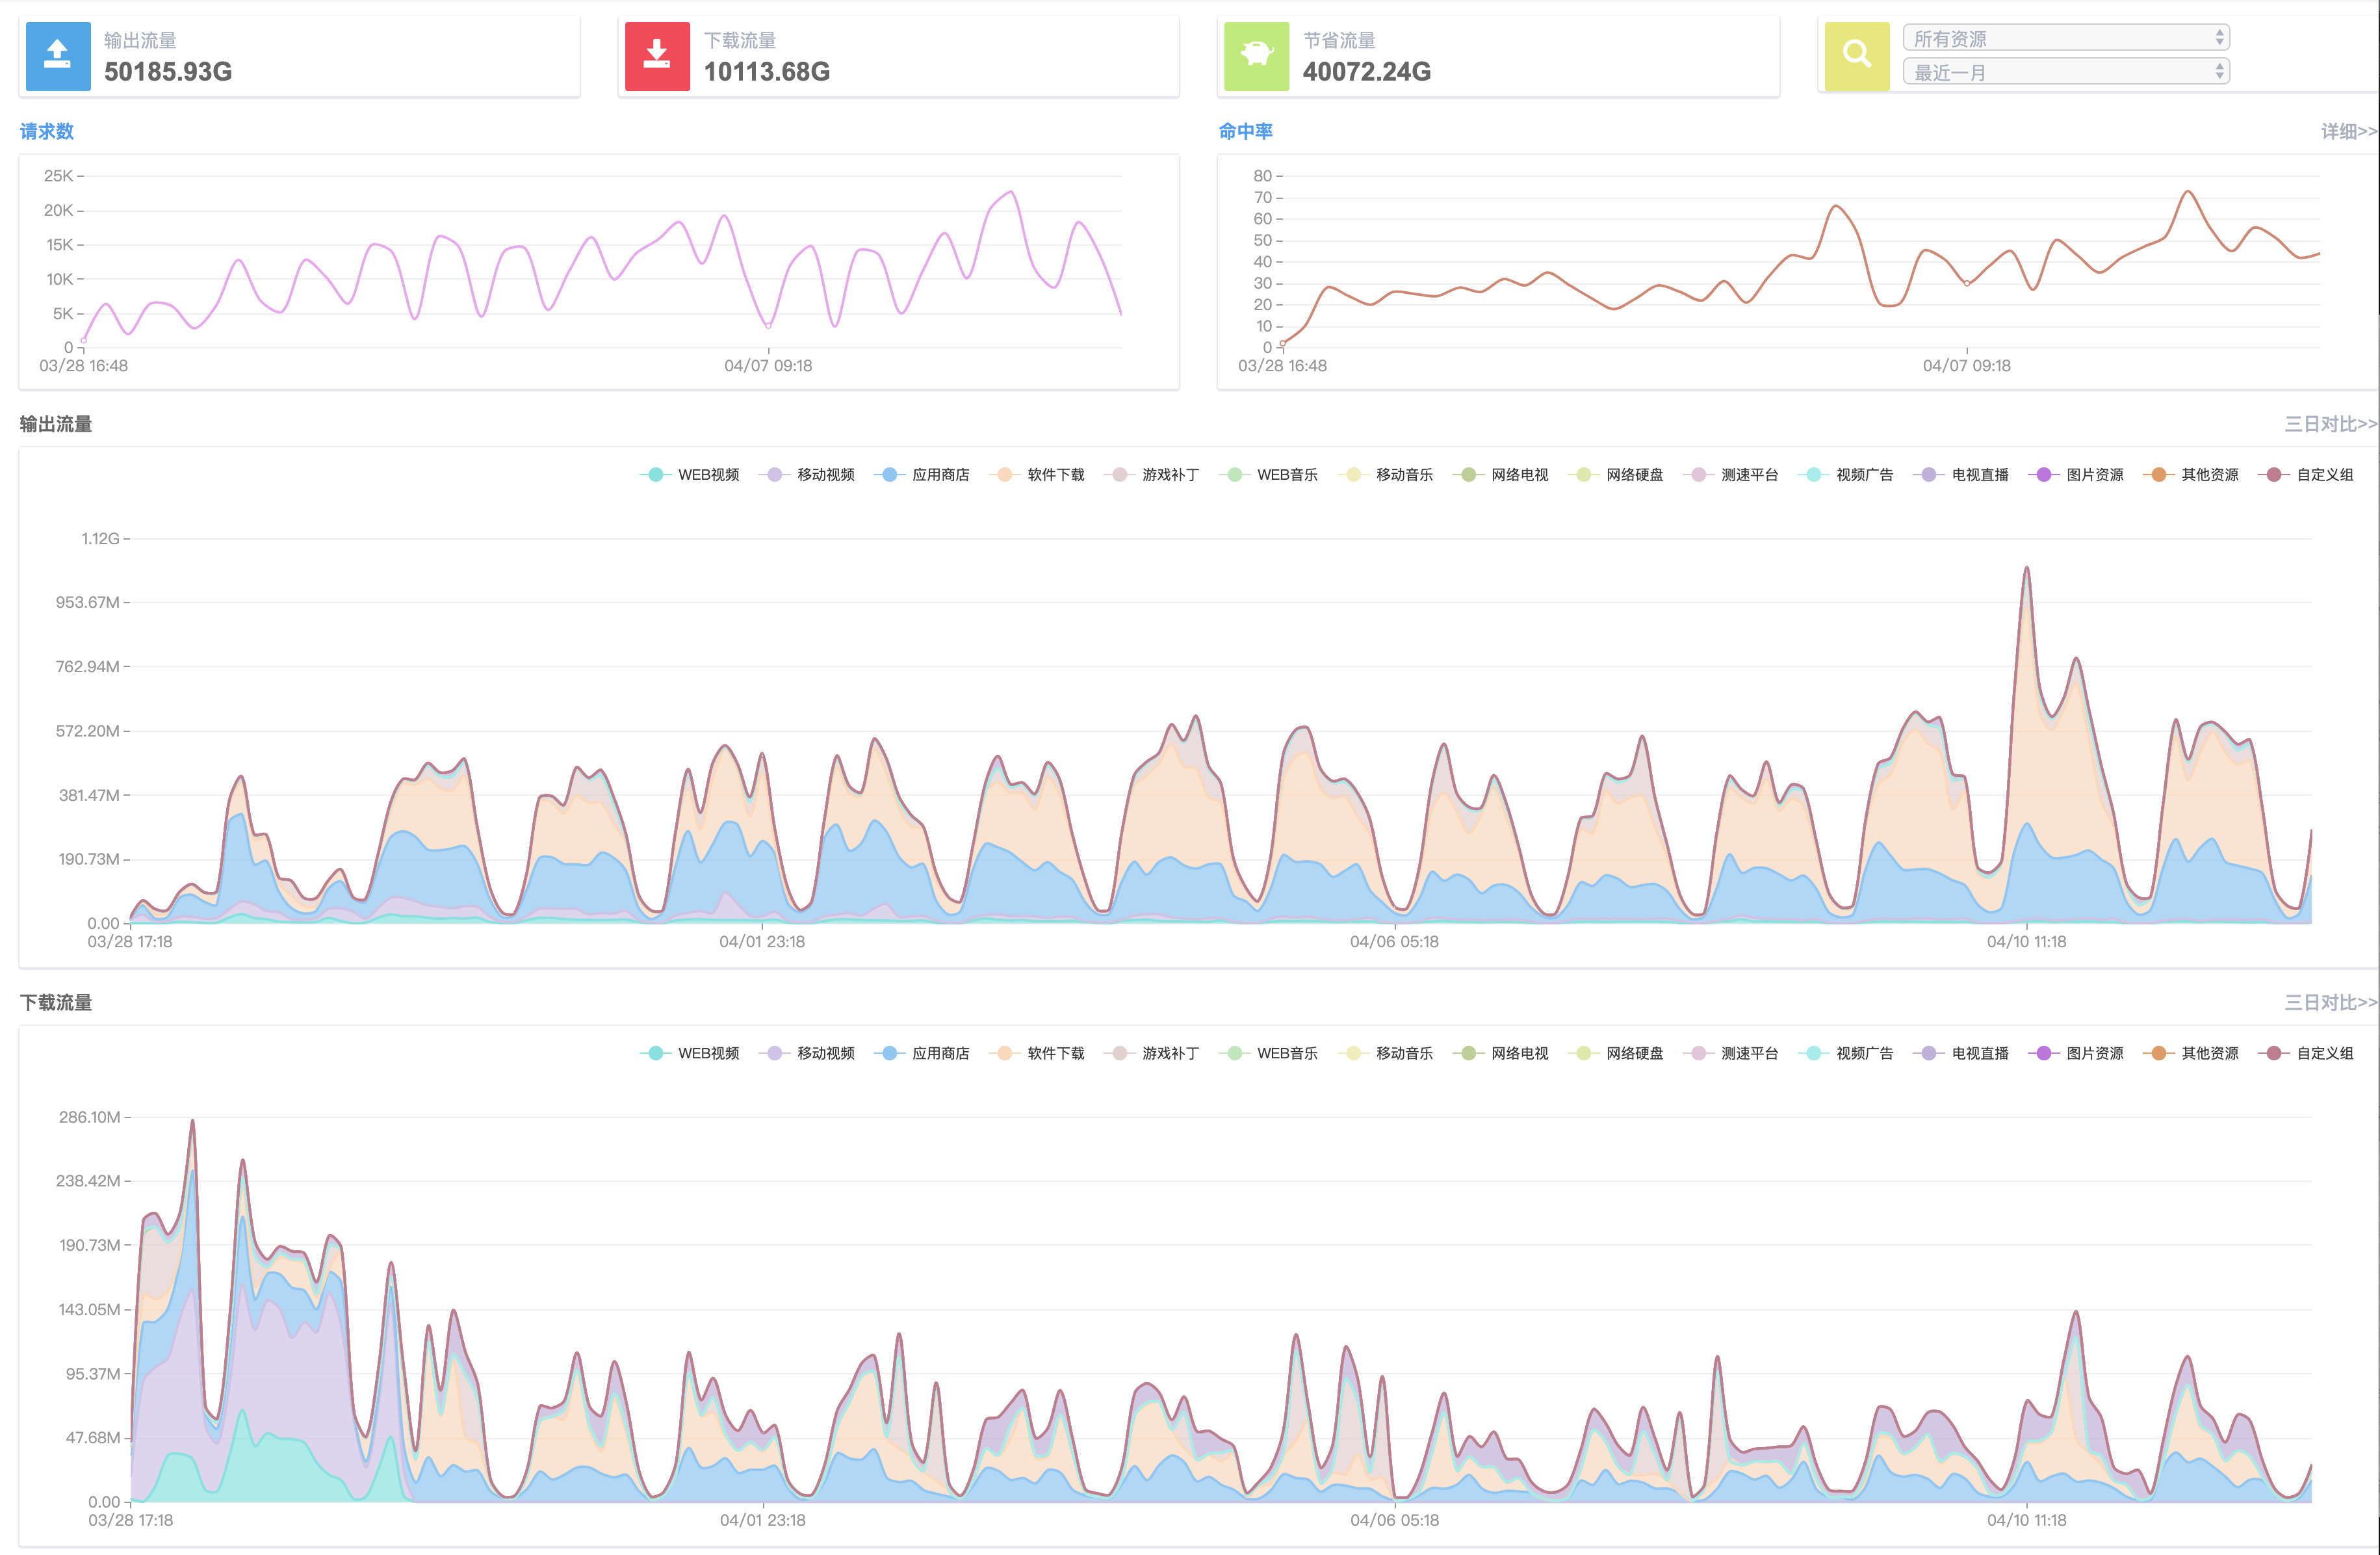 输出流量
50185.93G
下载流量
10113.68G
节省流量
40072.24G
所有资源
最近一月
请求数
25K
20K
15K
10K
5K
0
03/28 16:48 04/07 09:18
命中率 详细>>
80
70
60
50
40
30
20
10
0
03/28 16:48 04/07 09:18
输出流量 三日对比>>
WEB视频 移动视频 应用商店 软件下载 游戏补丁 WEB音乐 移动音乐 网络电视 网络硬盘 测速平台 视频广告 电视直播 图片资源 其他资源 自定义组
1.12G
953.67M
762.94M
572.20M
381.47M
190.73M
0.00
03/28 17:18 04/01 23:18 04/06 05:18 04/10 11:18
下载流量 三日对比>>
WEB视频 移动视频 应用商店 软件下载 游戏补丁 WEB音乐 移动音乐 网络电视 网络硬盘 测速平台 视频广告 电视直播 图片资源 其他资源 自定义组
286.10M
238.42M
190.73M
143.05M
95.37M
47.68M
0.00
03/28 17:18 04/01 23:18 04/06 05:18 04/10 11:18